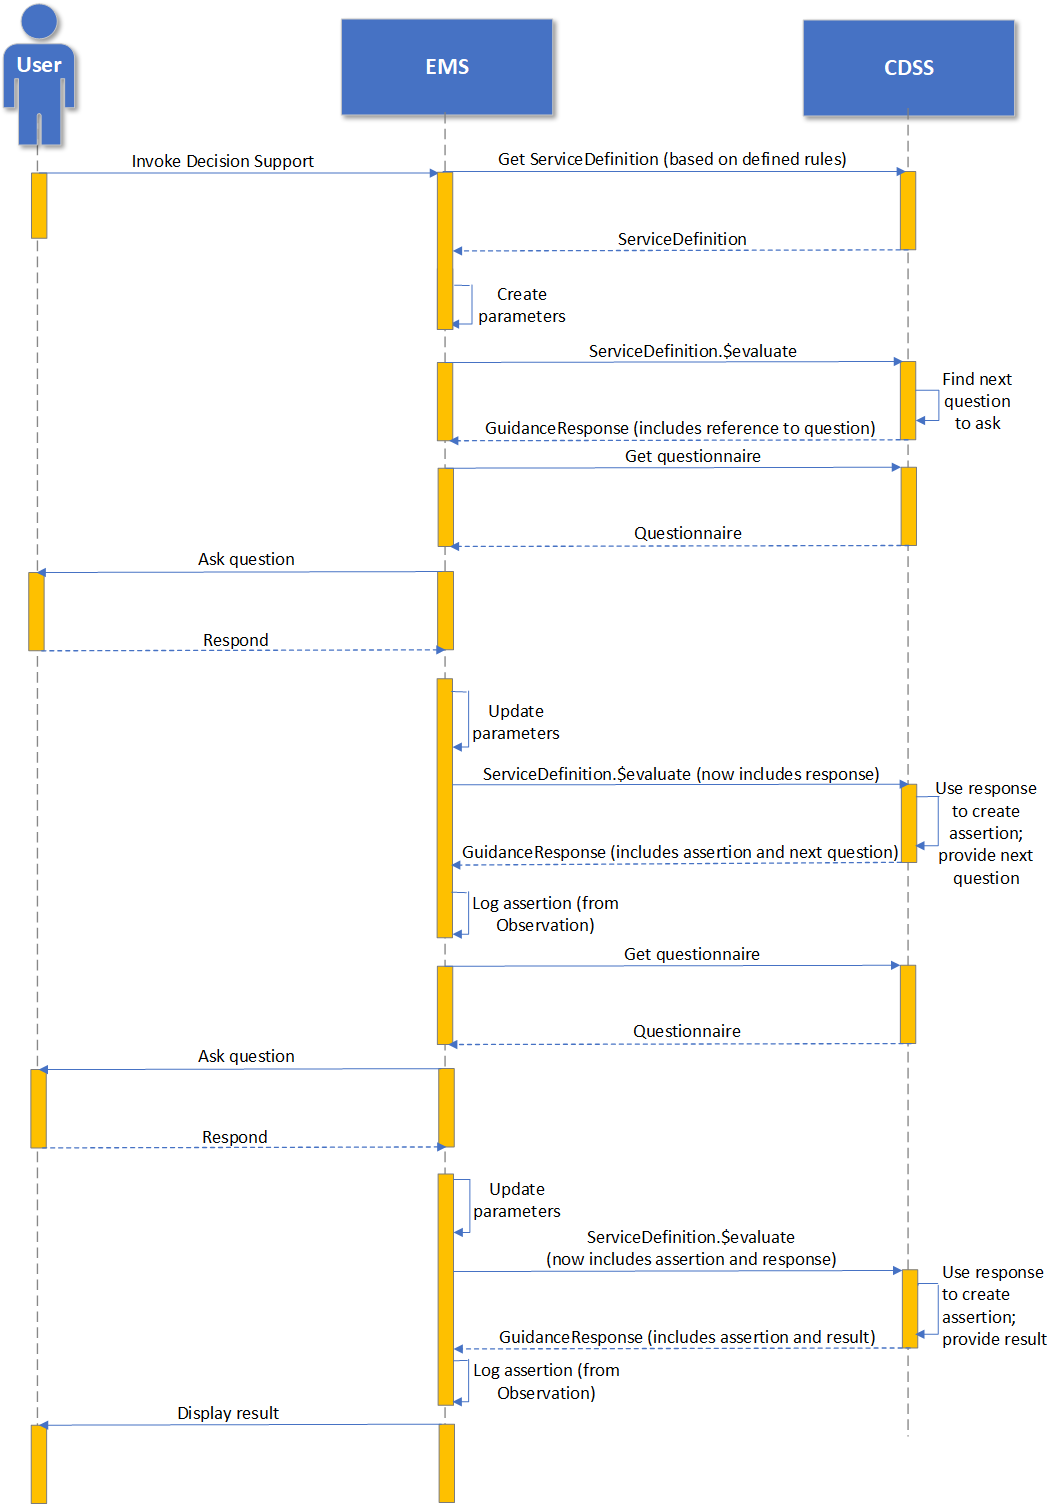 User
EMS
CDSS
Invoke Decision Support
Get ServiceDefinition (based on defined rules)
ServiceDefinition
Create
parameters
ServiceDefinition.$evaluate
Find next
question
to ask
GuidanceResponse (includes reference to question)
Get questionnaire
Questionnaire
Ask question
Respond
Update
parameters
ServiceDefinition.$evaluate (now includes response)
Use response
to create
assertion;
provide next
question
GuidanceResponse (includes assertion and next question)
Log assertion (from
Observation)
Get questionnaire
Questionnaire
Ask question
Respond
Update
parameters
ServiceDefinition.$evaluate
(now includes assertion and response)
Use response
to create
assertion;
provide result
GuidanceResponse (includes assertion and result)
Log assertion (from
Observation)
Display result